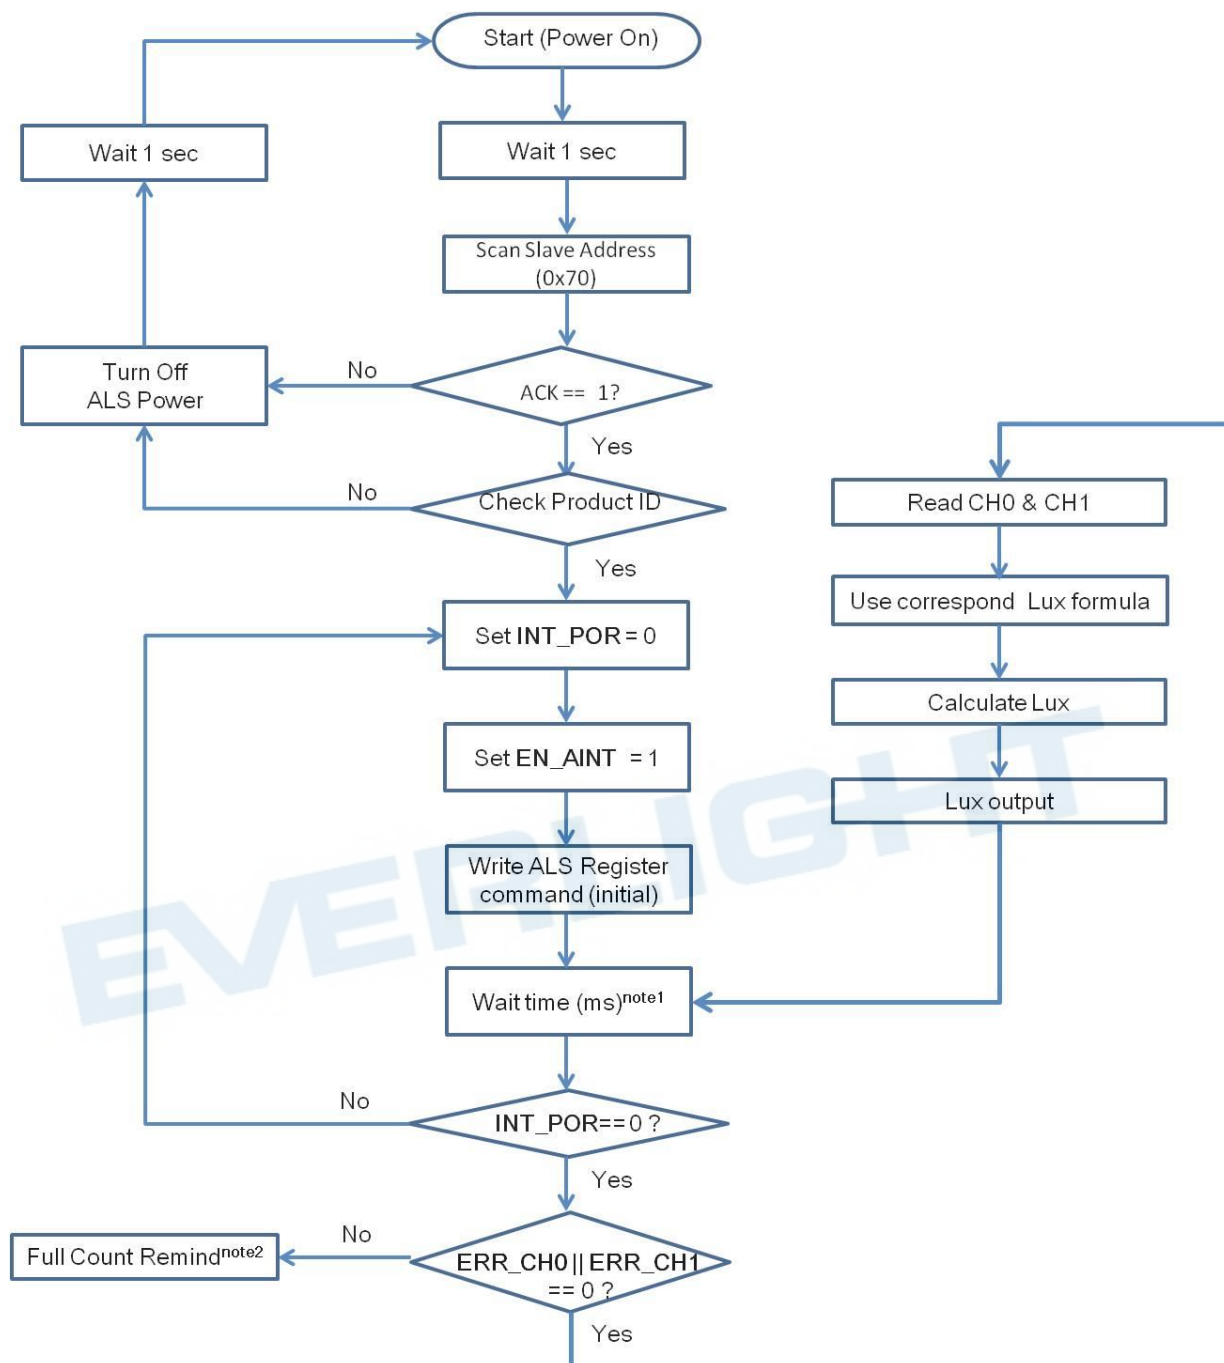 Start (Power On)
Wait 1 sec
Wait 1 sec
Scan Slave Address
(0x70)
Turn Off
ALS Power
No
ACK == 1?
Yes
No
Check Product ID
Yes
Read CH0 & CH1
Use correspond Lux formula
Set INT_POR = 0
Calculate Lux
Set EN_AINT = 1
Lux output
EVERLIGHT
Write ALS Register
command (initial)
Wait time (ms)note1
No
INT_POR== 0 ?
Yes
No
Full Count Remindnote2
ERR_CH0 || ERR_CH1
== 0 ?
Yes